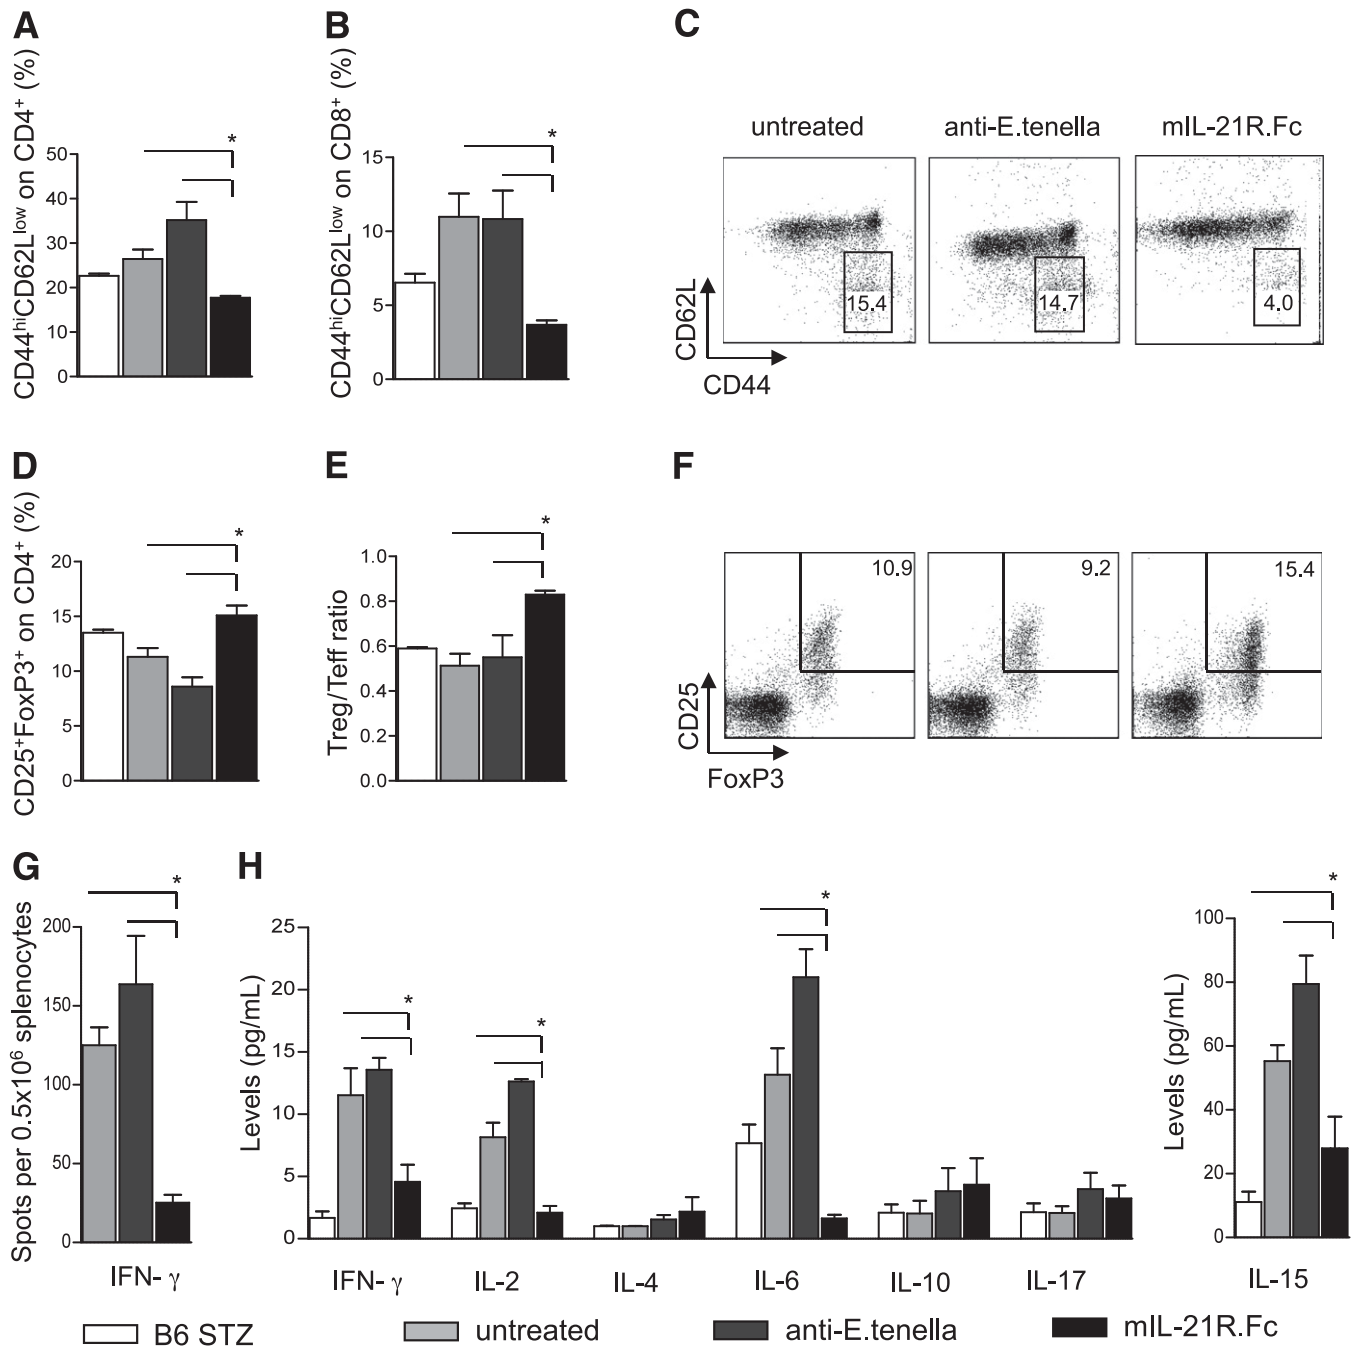 A
CD44hiCD62Llow on CD4+ (%)
50
40
30
20
10
0
*
B
CD44hiCD62Llow on CD8+ (%)
15
10
5
0
*
C
untreated
anti-E.tenella
mIL-21R.Fc
15.4
14.7
4.0
CD62L
CD44
D
CD25+FoxP3+ on CD4+ (%)
20
15
10
5
0
*
E
Treg/Teff ratio
1.0
0.8
0.6
0.4
0.2
0.0
*
F
10.9
9.2
15.4
CD25
FoxP3
G
Spots per 0.5x10⁶ splenocytes
200
150
100
50
0
*
IFN- γ
H
Levels (pg/mL)
25
20
15
10
5
0
*
*
*
IFN- γ
IL-2
IL-4
IL-6
IL-10
IL-17
Levels (pg/mL)
100
80
60
40
20
0
*
IL-15
B6 STZ
untreated
anti-E.tenella
mIL-21R.Fc